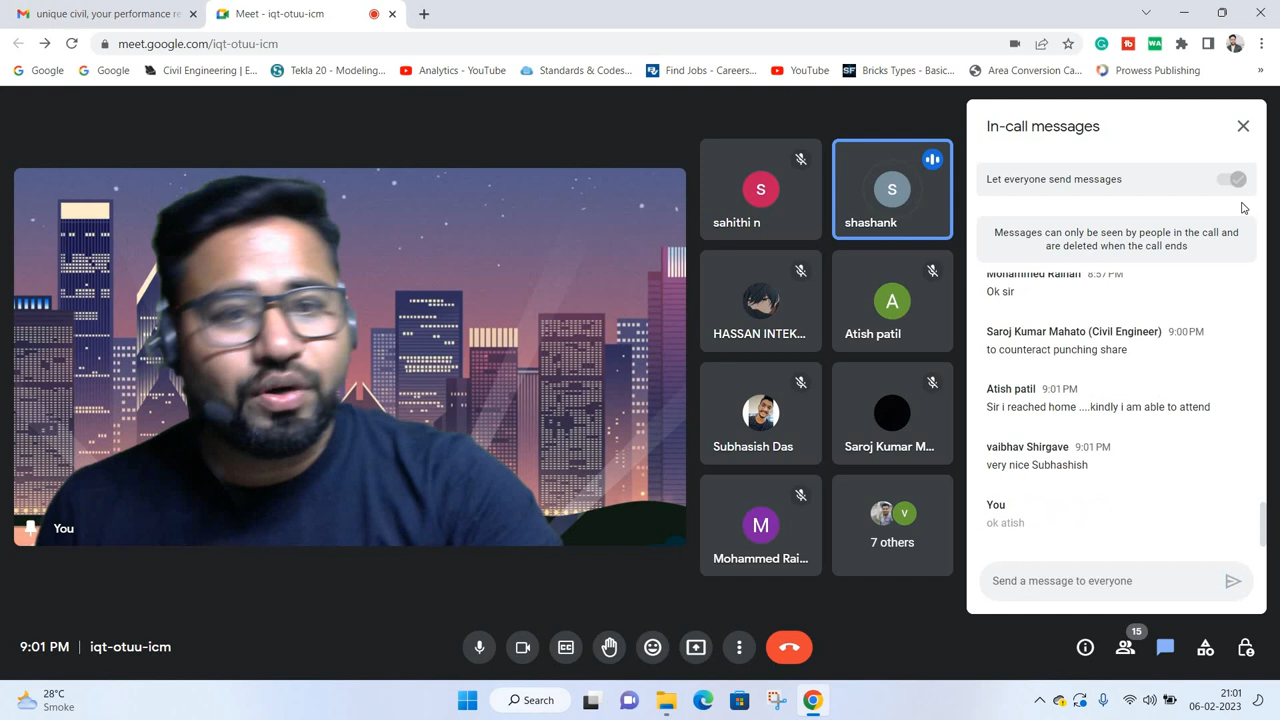 unique civil, your performance re
Meet - iqt-otuu-icm
meet.google.com/iqt-otuu-icm
Google
Google
Civil Engineering | E...
Tekla 20 - Modeling...
Analytics - YouTube
Standards & Codes...
Find Jobs - Careers...
YouTube
Bricks Types - Basic...
Area Conversion Ca...
Prowess Publishing
You
S
sahithi n
S
shashank
HASSAN INTEK...
A
Atish patil
Subhasish Das
Saroj Kumar M...
M
Mohammed Rai...
V
7 others
In-call messages
Let everyone send messages
Messages can only be seen by people in the call and
are deleted when the call ends
Mohammed Raihan 8:57 PM
Ok sir
Saroj Kumar Mahato (Civil Engineer) 9:00 PM
to counteract punching share
Atish patil 9:01 PM
Sir i reached home ....kindly i am able to attend
vaibhav Shirgave 9:01 PM
very nice Subhashish
You
ok atish
Send a message to everyone
9:01 PM | iqt-otuu-icm
15
28°C
Smoke
Search
21:01
06-02-2023